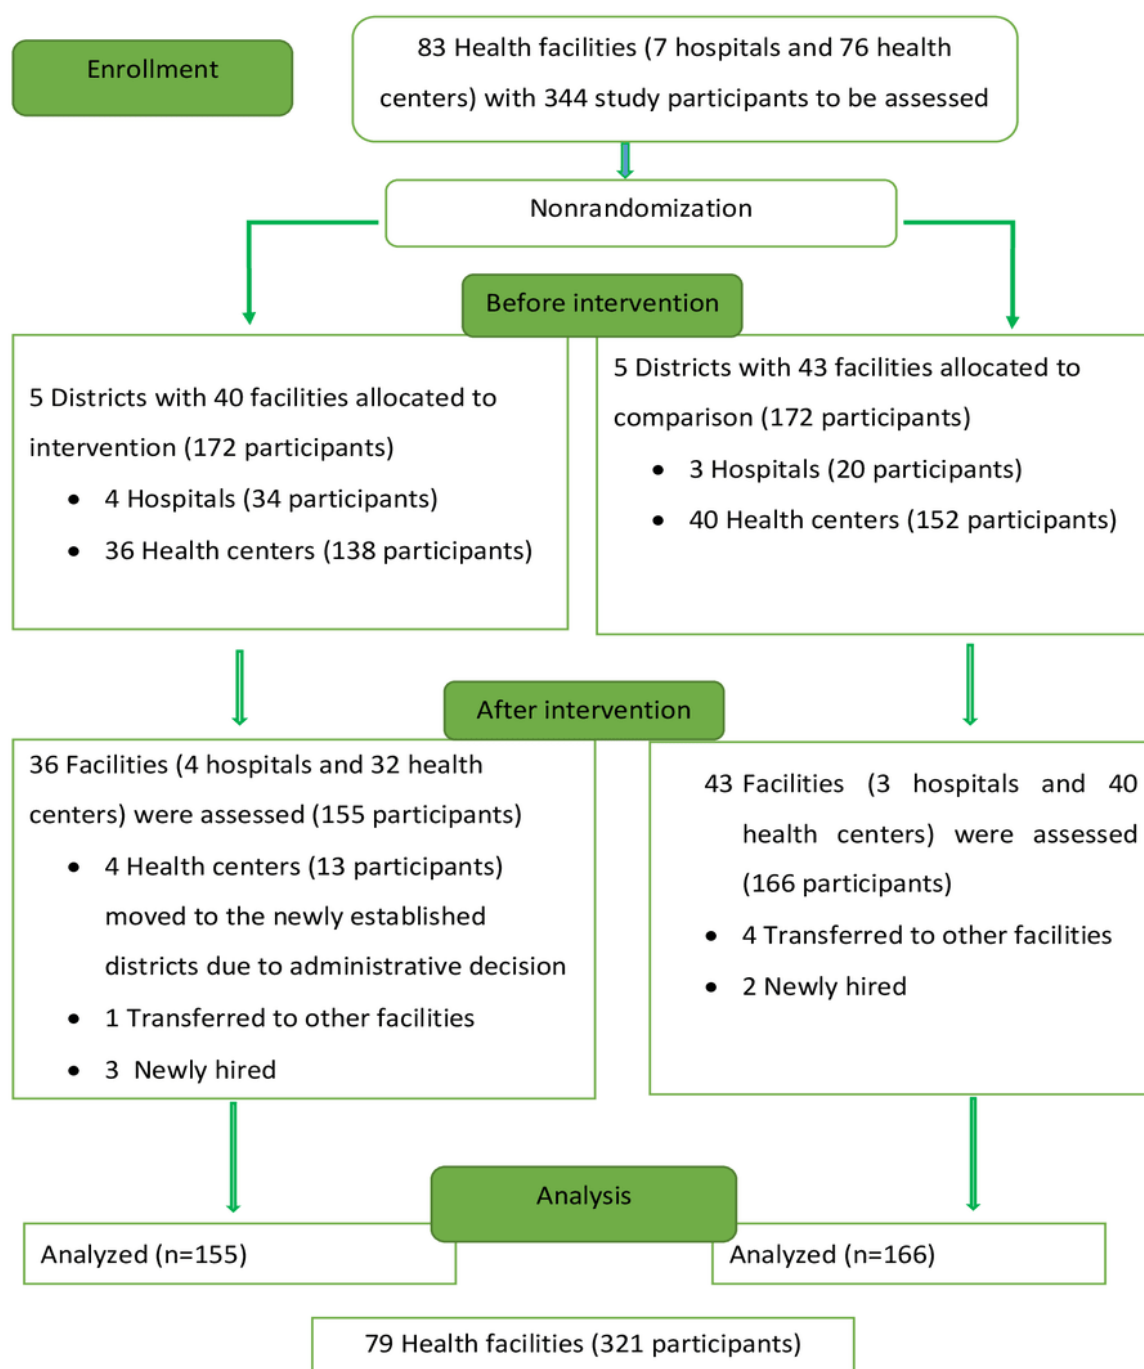 Enrollment
83 Health facilities (7 hospitals and 76 health
centers) with 344 study participants to be assessed
Nonrandomization
Before intervention
5 Districts with 40 facilities allocated to
intervention (172 participants)
• 4 Hospitals (34 participants)
• 36 Health centers (138 participants)
5 Districts with 43 facilities allocated to
comparison (172 participants)
• 3 Hospitals (20 participants)
• 40 Health centers (152 participants)
After intervention
36 Facilities (4 hospitals and 32 health
centers) were assessed (155 participants)
• 4 Health centers (13 participants)
moved to the newly established
districts due to administrative decision
• 1 Transferred to other facilities
• 3 Newly hired
43 Facilities (3 hospitals and 40
health centers) were assessed
(166 participants)
• 4 Transferred to other facilities
• 2 Newly hired
Analysis
Analyzed (n=155)
Analyzed (n=166)
79 Health facilities (321 participants)